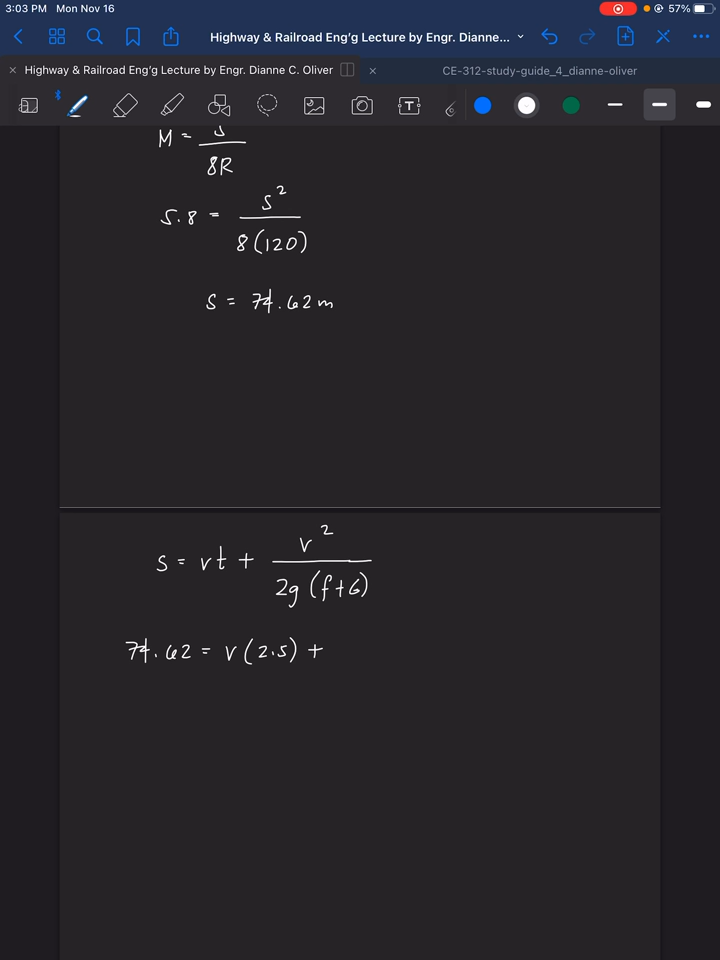 3:03 PM Mon Nov 16 57%
Highway & Railroad Eng'g Lecture by Engr. Dianne...
Highway & Railroad Eng'g Lecture by Engr. Dianne C. Oliver
CE-312-study-guide_4_dianne-oliver
M = S / 8R
5.8 = S² / 8(120)
S = 74.62 m
S = vt + v² / 2g(f+G)
74.62 = v(2.5) +